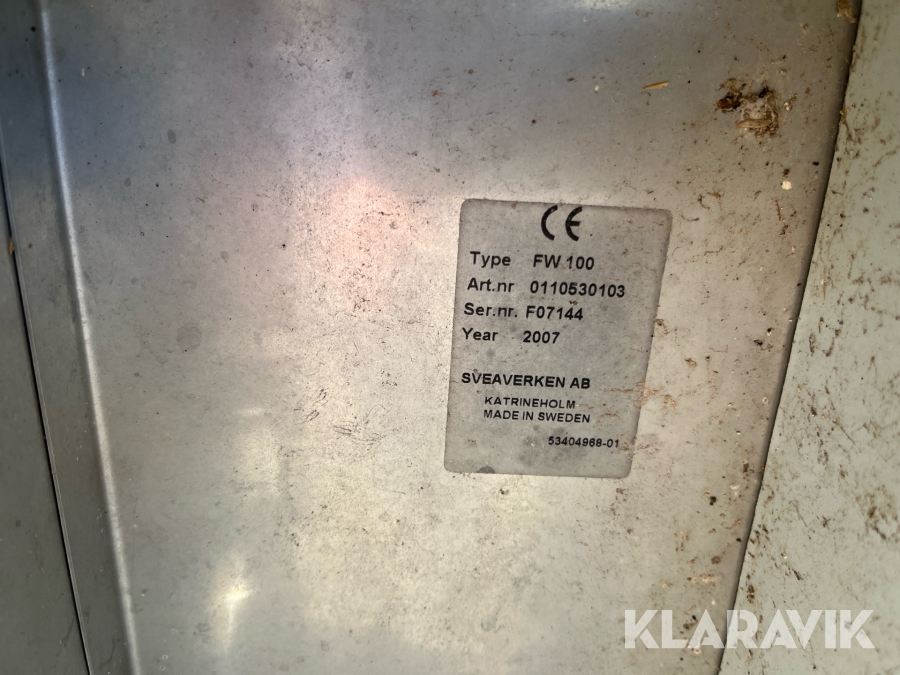 CE
Type FW 100
Art.nr 0110530103
Ser.nr. F07144
Year 2007
SVEAVERKEN AB
KATRINEHOLM
MADE IN SWEDEN
53404968-01
KLARAVIK